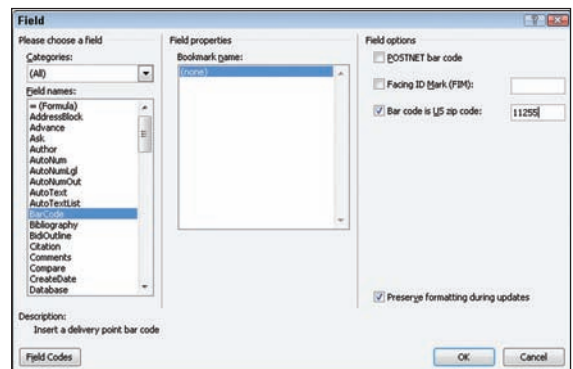 Field
Please choose a field
Categories:
(All)
Field names:
= (Formula)
AddressBlock
Advance
Ask
Author
AutoNum
AutoNumLgl
AutoNumOut
AutoText
AutoTextList
BarCode
Bibliography
BidiOutline
Citation
Comments
Compare
CreateDate
Database
Description:
Insert a delivery point bar code
Field Codes
Field properties
Bookmark name:
(none)
Field options
POSTNET bar code
Facing ID Mark (FIM):
Bar code is US zip code:
11255
Preserve formatting during updates
OK
Cancel